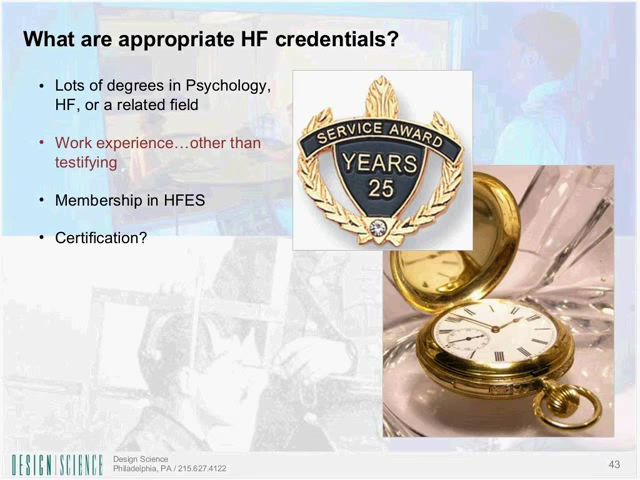 What are appropriate HF credentials?
• Lots of degrees in Psychology,
HF, or a related field
• Work experience…other than
testifying
• Membership in HFES
• Certification?
SERVICE AWARD
YEARS
25
DESIGN SCIENCE
Design Science
Philadelphia, PA / 215.627.4122
43